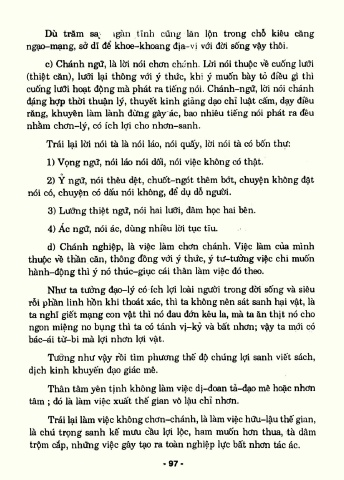 Dù trăm sa ngàn tỉnh cũng lăn lộn trong chỗ kiêu căng
ngạo-mạng, sở dĩ để khoe-khoang địa-vị với đời sống vậy thôi.
c) Chánh ngữ, là lời nói chơn chánh. Lời nói thuộc về cuống lưỡi
(thiệt căn), lưỡi lại thông với ý thức, khi ý muốn bày tỏ điều gì thì
cuống lưỡi hoạt động mà phát ra tiếng nói. Chánh-ngữ, lời nói chánh
đáng hợp thời thuận lý, thuyết kinh giảng dạo chỉ luật cấm, dạy điều
răng, khuyên làm lành đừng gây ác, bao nhiêu tiếng nói phát ra đều
nhằm chơn-lý, có ích lợi cho nhơn-sanh.
Trái lại lời nói tà là nói láo, nói quấy, lời nói tà có bốn thứ:
1) Vọng ngữ, nói láo nói dối, nói việc không có thật.
2) Ỷ ngữ, nói thêu dệt, chuốt-ngót thêm bớt, chuyện không đặt
nói có, chuyện có dấu nói không, để dụ dỗ người.
3) Lưỡng thiệt ngữ, nói hai lưỡi, đâm học hai bên.
4) Ác ngữ, nói ác, dùng nhiều lời tục tĩu.
d) Chánh nghiệp, là việc làm chơn chánh. Việc làm của mình
thuộc về thân căn, thông đồng với ý thức, ý tư-tưởng việc chi muốn
hành-động thì ý nó thúc-giục cái thân làm việc đó theo.
Như ta tưởng đạo-lý có ích lợi loài người trong đời sống và siêu
rỗi phần linh hồn khi thoát xác, thì ta không nên sát sanh hại vật, là
ta nghĩ giết mạng con vật thì nó đau đớn kêu la, mà ta ăn thịt nó cho
ngon miệng no bụng thì ta có tánh vị-kỷ và bất nhơn; vậy ta mới có
bác-ái từ-bi mà lợi nhơn lợi vật.
Tưởng như vậy rồi tìm phương thế độ chúng lợi sanh viết sách,
dịch kinh khuyến đạo giác mê.
Thân tâm yên tịnh không làm việc dị-đoan tả-đạo mê hoặc nhơn
tâm ; đó là làm việc xuất thế gian vô lậu chỉ nhơn.
Trái lại làm việc không chơn-chánh, là làm việc hữu-lậu thế gian,
là chú trọng sanh kế mưu cầu lợi lộc, ham muốn hơn thua, tà dâm
trộm cắp, những việc gây tạo ra toàn nghiệp lực bất nhơn tác ác.
- 97 -